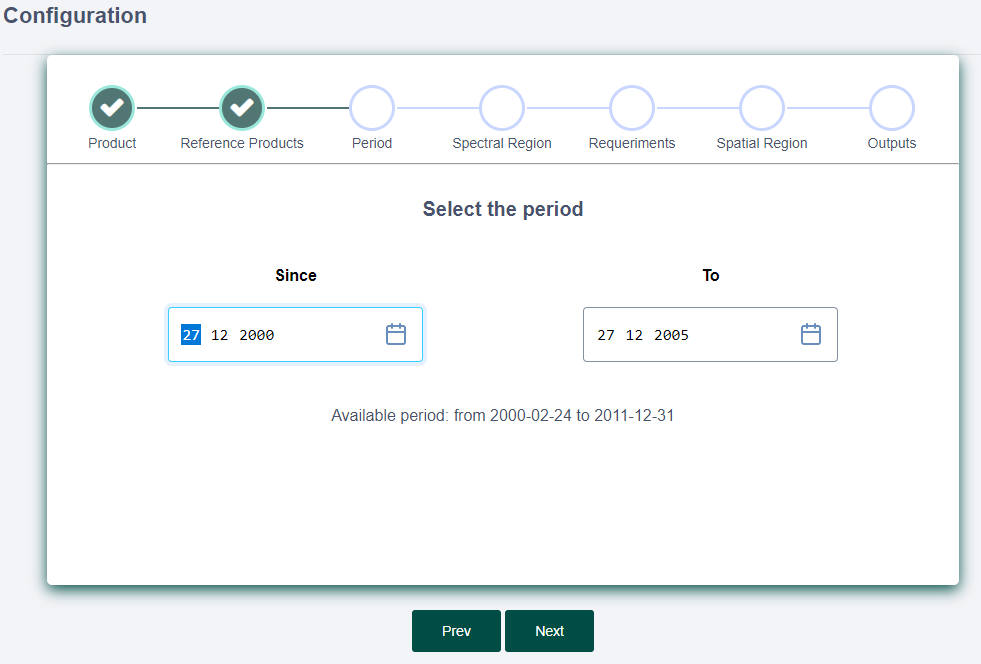 Configuration
Product Reference Products Period Spectral Region Requeriments Spatial Region Outputs
Select the period
Since To
27 12 2000 27 12 2005
Available period: from 2000-02-24 to 2011-12-31
Prev Next